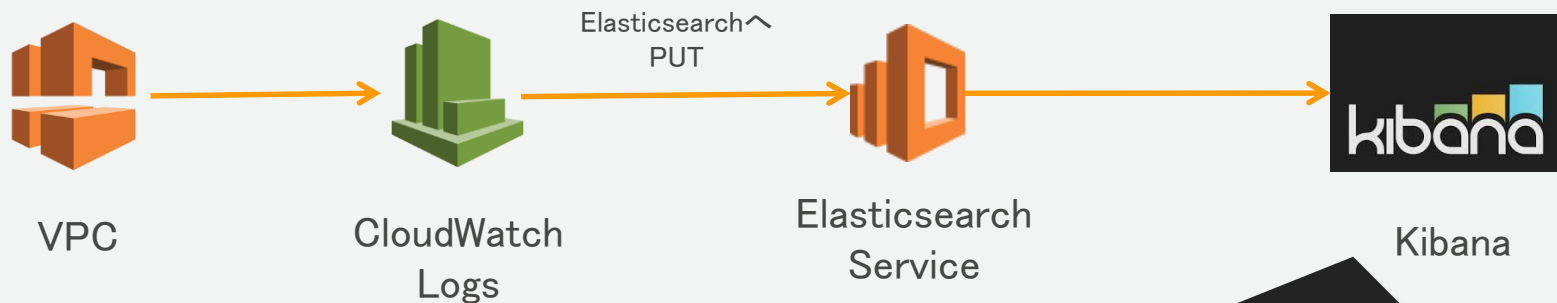 Elasticsearchへ
PUT
kibana
VPC
CloudWatch
Logs
Elasticsearch
Service
Kibana